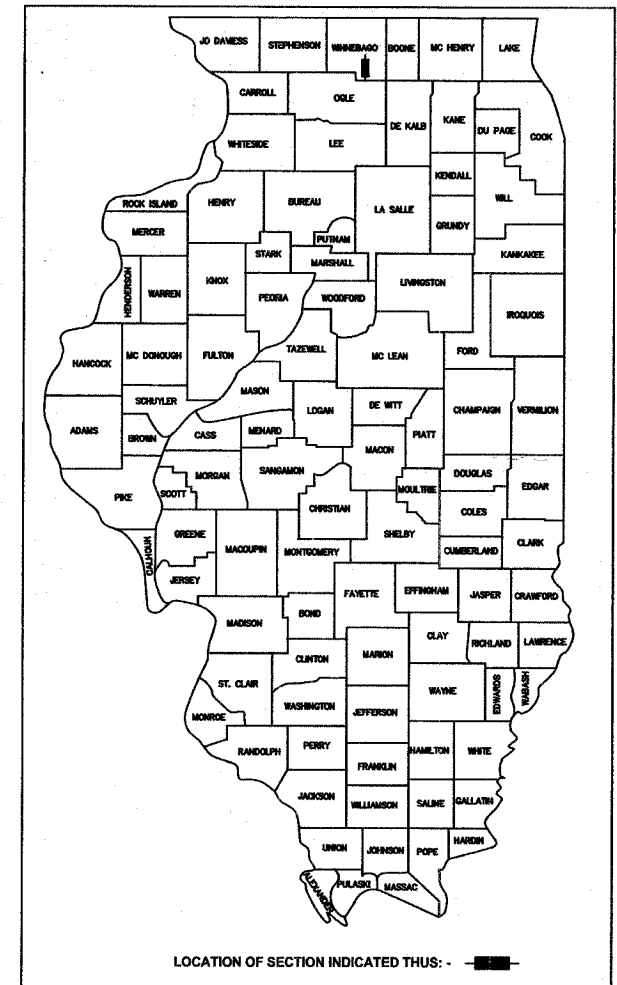 JO DAVIESS STEPHENSON WINNEBAGO BOONE MC HENRY LAKE
CARROLL OGLE
DE KALB KANE DU PAGE COOK
WHITESIDE LEE
KENDALL
ROCK ISLAND HENRY BUREAU LA SALLE WILL
MERCER PUTNAM GRUNDY
STARK MARSHALL KANKAKEE
HENDERSON WARREN KNOX PEORIA WOODFORD LIVINGSTON
IROQUOIS
HANCOCK MC DONOUGH FULTON TAZEWELL MC LEAN FORD
MASON
SCHUYLER LOGAN DE WITT CHAMPAIGN VERMILION
ADAMS BROWN CASS MENARD PIATT
MACON
MORGAN SANGAMON DOUGLAS
PIKE SCOTT MOULTRIE EDGAR
CHRISTIAN COLES
GREENE SHELBY CLARK
CALHOUN MACOUPIN MONTGOMERY CUMBERLAND
JERSEY FAYETTE EFFINGHAM JASPER CRAWFORD
MADISON BOND
CLAY RICHLAND LAWRENCE
CLINTON MARION
ST. CLAIR WAYNE EDWARDS WABASH
MONROE WASHINGTON JEFFERSON
RANDOLPH PERRY HAMILTON WHITE
FRANKLIN
JACKSON WILLIAMSON SALINE GALLATIN
UNION JOHNSON POPE HARDIN
ALEXANDER PULASKI MASSAC
LOCATION OF SECTION INDICATED THUS: -